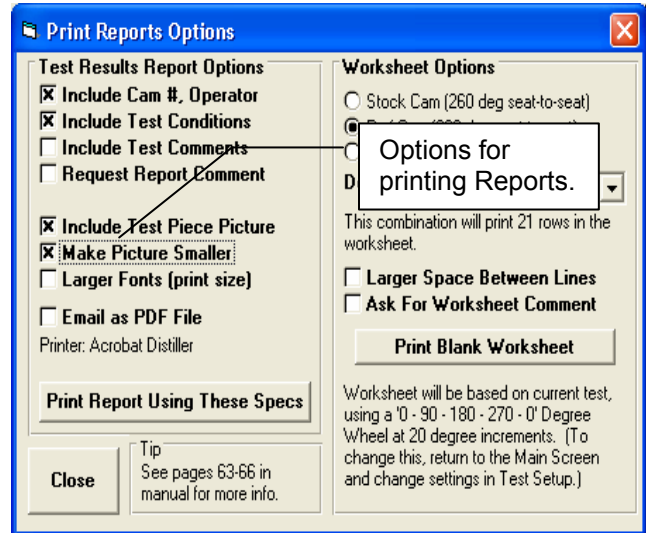 Print Reports Options
Test Results Report Options
Include Cam #, Operator
Include Test Conditions
Include Test Comments
Request Report Comment
Include Test Piece Picture
Make Picture Smaller
Larger Fonts (print size)
Email as PDF File
Printer: Acrobat Distiller
Print Report Using These Specs
Close
Tip
See pages 63-66 in
manual for more info.
Worksheet Options
Stock Cam (260 deg seat-to-seat)
Options for
printing Reports.
This combination will print 21 rows in the
worksheet.
Larger Space Between Lines
Ask For Worksheet Comment
Print Blank Worksheet
Worksheet will be based on current test,
using a '0 - 90 - 180 - 270 - 0' Degree
Wheel at 20 degree increments. (To
change this, return to the Main Screen
and change settings in Test Setup.)